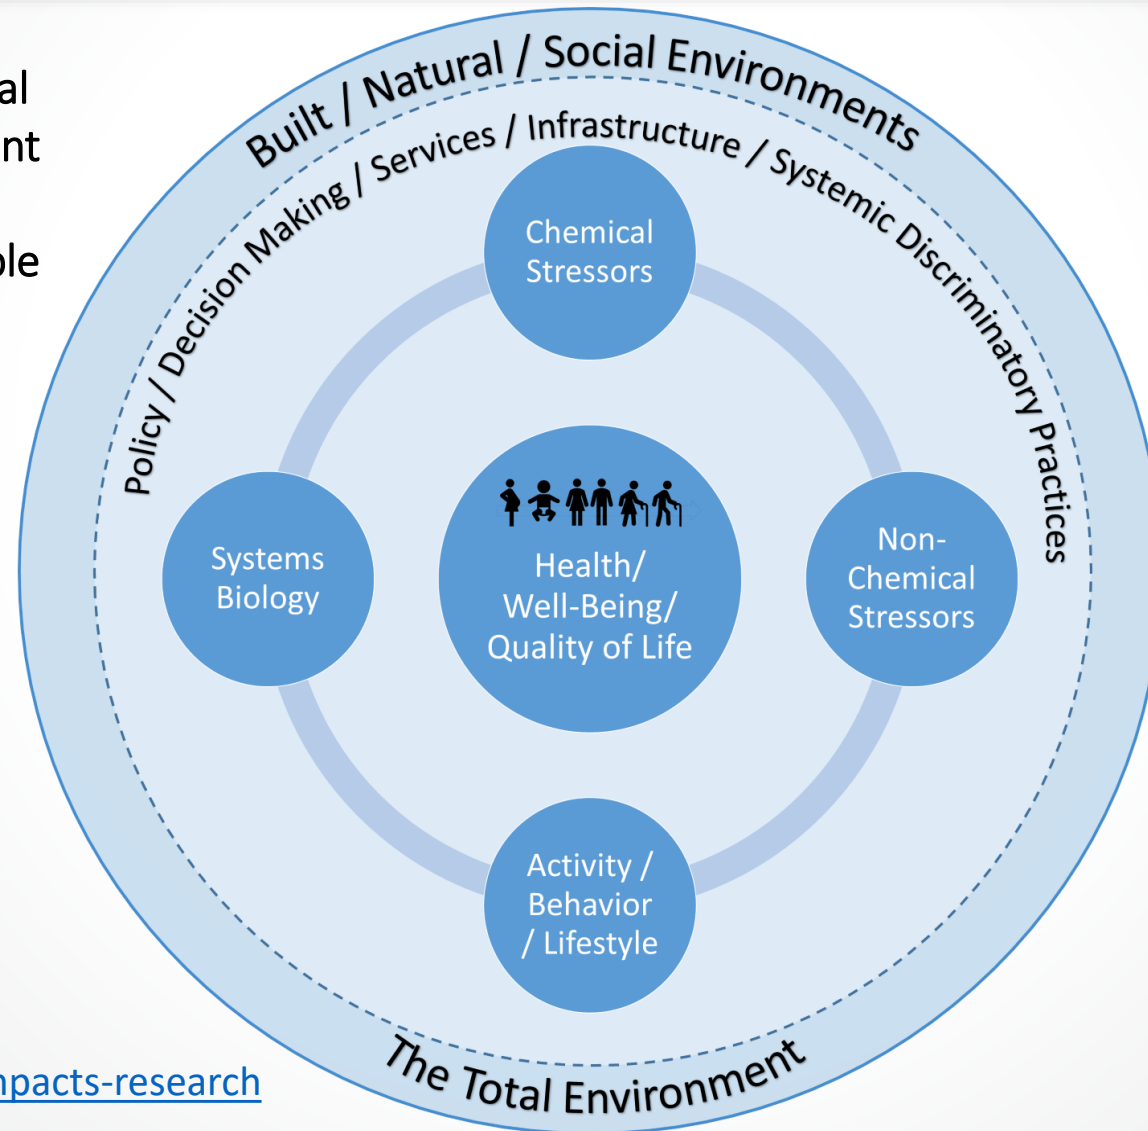 al
nt
ole
Built / Natural / Social Environments
Policy / Decision Making / Services / Infrastructure / Systemic Discriminatory Practices
Chemical
Stressors
Systems
Biology
Health/
Well-Being/
Quality of Life
Non-
Chemical
Stressors
Activity /
Behavior
/ Lifestyle
The Total Environment
npacts-research